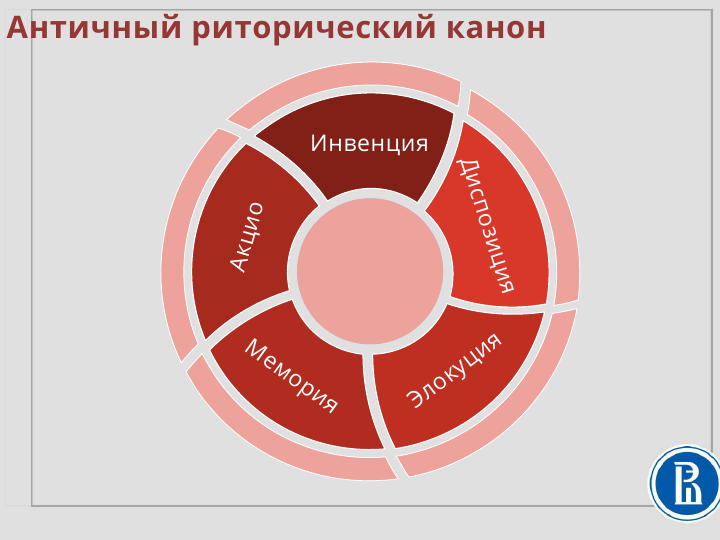 Античный риторический канон
Инвенция
Диспозиция
Элокуция
Мемория
Акцио